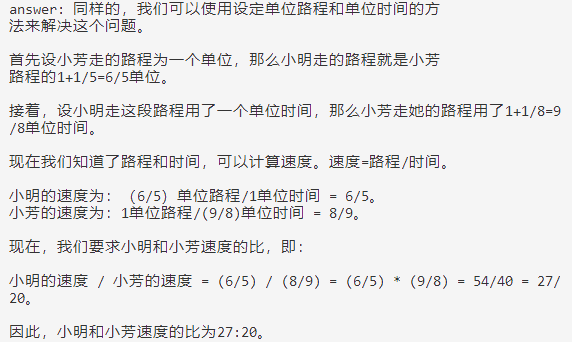 answer: 同样的，我们可以使用设定单位路程和单位时间的方
法来解决这个问题。
首先设小芳走的路程为一个单位，那么小明走的路程就是小芳
路程的1+1/5=6/5单位。
接着，设小明走这段路程用了一个单位时间，那么小芳走她的路程用了1+1/8=9
/8单位时间。
现在我们知道了路程和时间，可以计算速度。速度=路程/时间。
小明的速度为： (6/5) 单位路程/1单位时间 = 6/5。
小芳的速度为：1单位路程/(9/8)单位时间 = 8/9。
现在，我们要求小明和小芳速度的比，即：
小明的速度 / 小芳的速度 = (6/5) / (8/9) = (6/5) * (9/8) = 54/40 = 27/
20。
因此，小明和小芳速度的比为27:20。